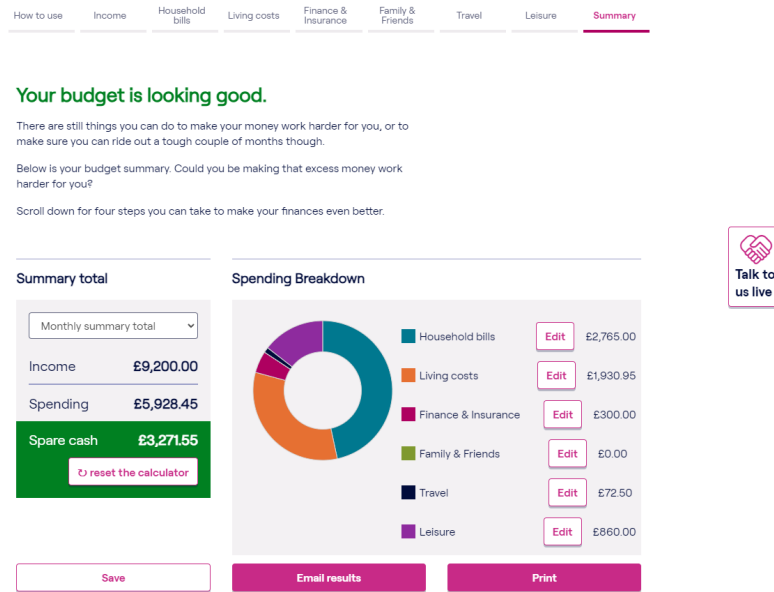 How to use
Income
Household
bills
Living costs
Finance &
Insurance
Family &
Friends
Travel
Leisure
Summary
Your budget is looking good.
There are still things you can do to make your money work harder for you, or to
make sure you can ride out a tough couple of months though.
Below is your budget summary. Could you be making that excess money work
harder for you?
Scroll down for four steps you can take to make your finances even better.
Talk to
us live
Summary total
Monthly summary total
Income £9,200.00
Spending £5,928.45
Spare cash £3,271.55
reset the calculator
Spending Breakdown
Household bills Edit £2,765.00
Living costs Edit £1,930.95
Finance & Insurance Edit £300.00
Family & Friends Edit £0.00
Travel Edit £72.50
Leisure Edit £860.00
Save
Email results
Print